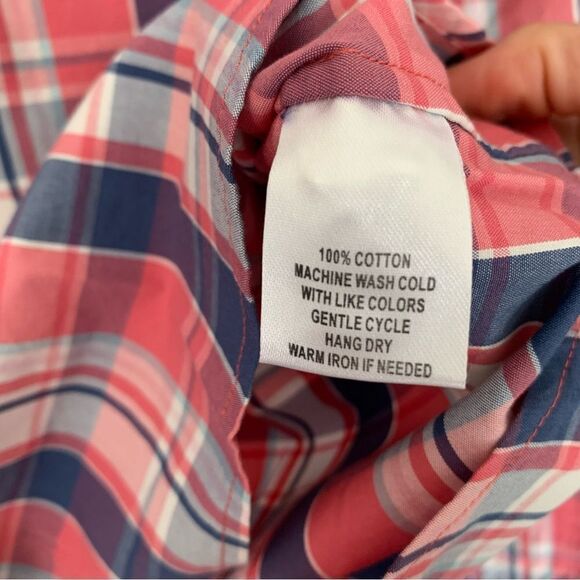 100% COTTON
MACHINE WASH COLD
WITH LIKE COLORS
GENTLE CYCLE
HANG DRY
WARM IRON IF NEEDED